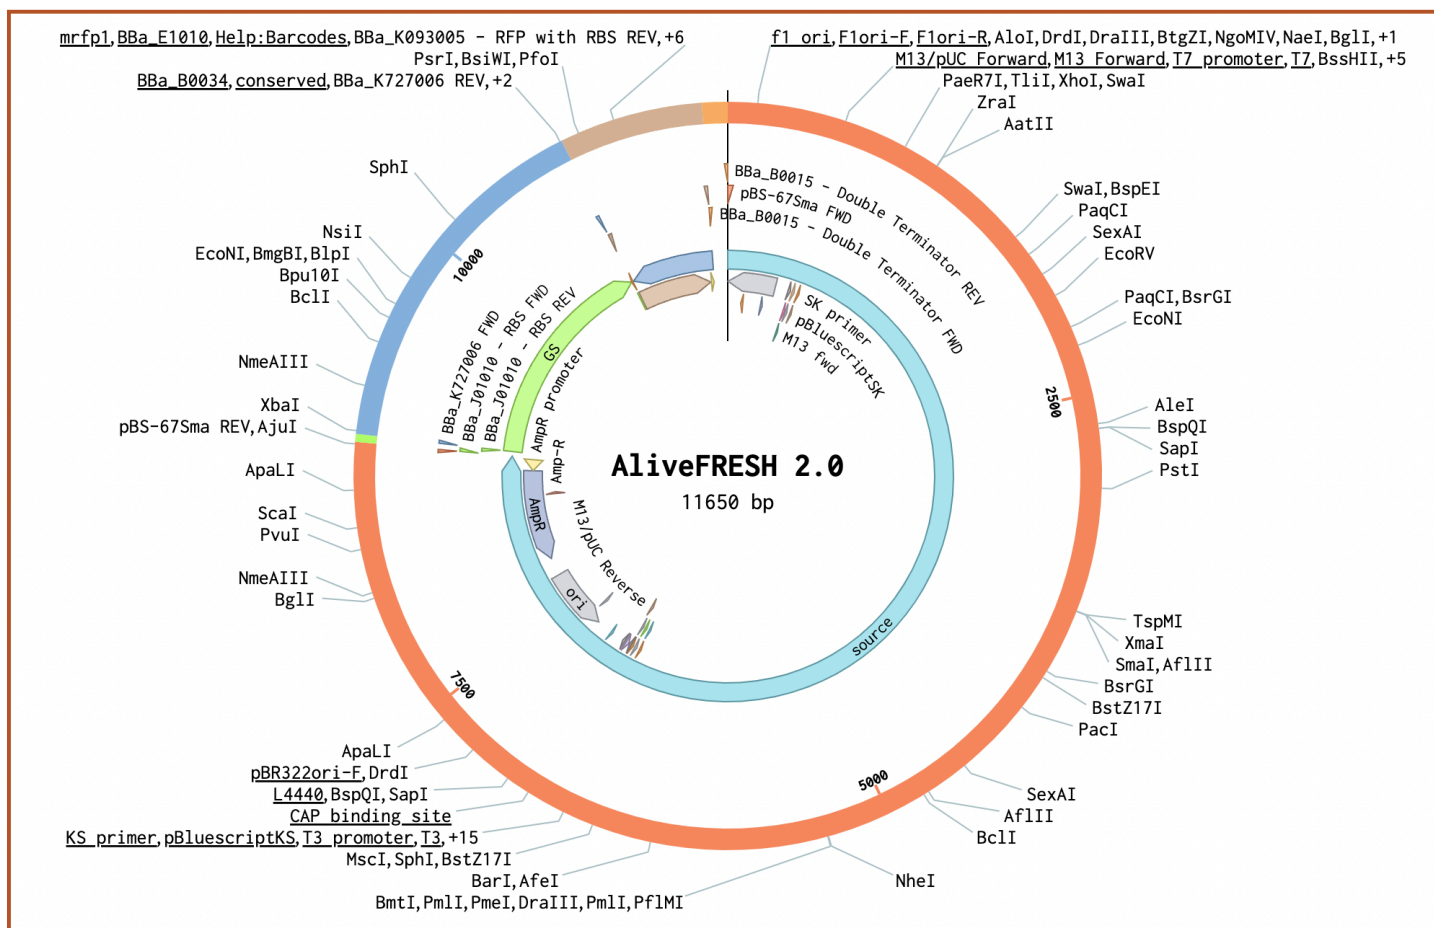 mrfp1, BBa_E1010, Help:Barcodes, BBa_K093005 - RFP with RBS REV, +6
f1 ori, F1ori-F, F1ori-R, AloI, DrdI, DraIII, BtgZI, NgoMIV, NaeI, BglI, +1
PsrI, BsiWI, PfoI
M13/pUC Forward, M13 Forward, T7 promoter, T7, BssHII, +5
BBa_B0034, conserved, BBa_K727006 REV, +2
PaeR7I, TliI, XhoI, SwaI
ZraI
AatII
SphI
SwaI, BspEI
PaqCI
SexAI
EcoRV
NsiI
EcoNI, BmgBI, BlpI
Bpu10I
BclI
PaqCI, BsrGI
EcoNI
NmeAIII
XbaI
pBS-67Sma REV, AjuI
AleI
BspQI
SapI
PstI
ApaLI
ScaI
PvuI
NmeAIII
BglI
TspMI
XmaI
SmaI, AflII
BsrGI
BstZ17I
PacI
ApaLI
pBR322ori-F, DrdI
L4440, BspQI, SapI
CAP binding site
KS primer, pBluescriptKS, T3 promoter, T3, +15
MscI, SphI, BstZ17I
BarI, AfeI
BmtI, PmlI, PmeI, DraIII, PmlI, PflMI
SexAI
AflII
BclI
NheI
10000
2500
5000
7500
BBa_B0015 - Double Terminator REV
pBS-67Sma FWD
BBa_B0015 - Double Terminator FWD
SK primer
pBluescriptSK
M13 fwd
BBa_K727006 FWD
BBa_J01010 - RBS FWD
BBa_J01010 - RBS REV
GS
AmpR promoter
Amp-R
AmpR
M13/pUC Reverse
ori
source
AliveFRESH 2.0
11650 bp